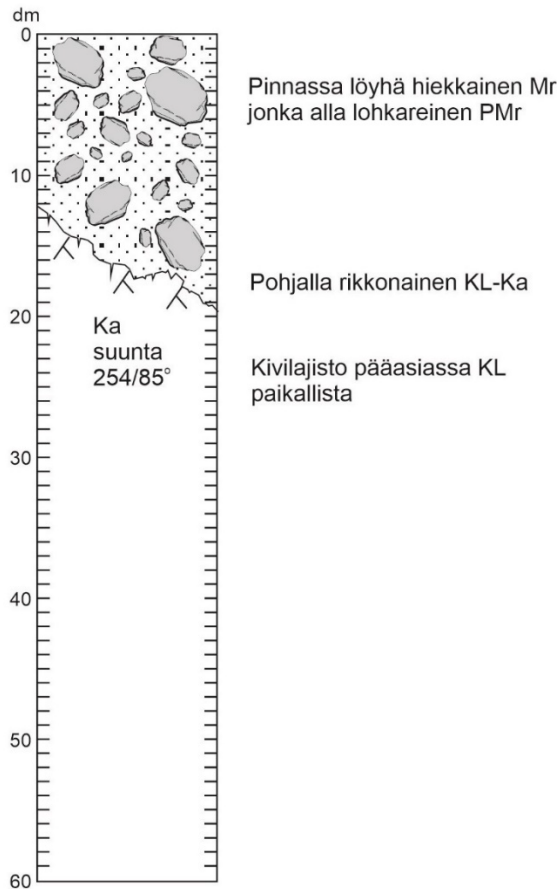 dm
0
Pinnassa löyhä hiekkainen Mr
jonka alla lohkareinen PMr
10
Pohjalla rikkonainen KL-Ka
20
Ka
suunta
254/85°
Kivilajisto pääasiassa KL
paikallista
30
40
50
60